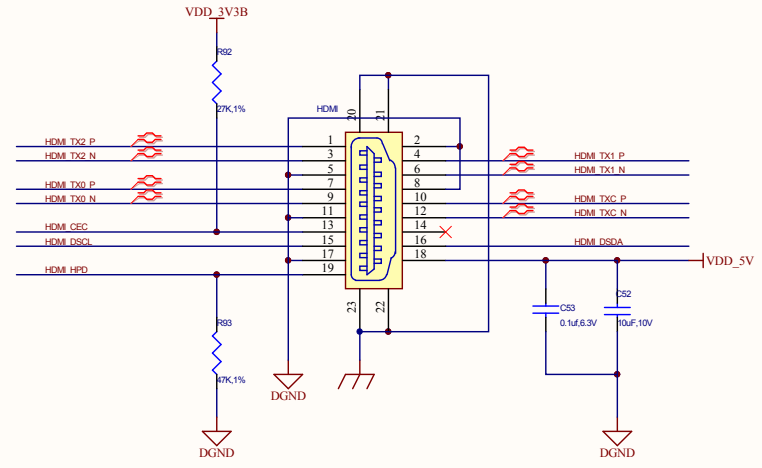 VDD_3V3B
R92
27K,1%
HDMI
20
21
HDMI_TX2_P
1
2
HDMI_TX2_N
3
4
HDMI_TX1_P
5
6
HDMI_TX1_N
HDMI_TX0_P
7
8
HDMI_TX0_N
9
10
HDMI_TXC_P
11
12
HDMI_TXC_N
HDMI_CEC
13
14
HDMI_DSCL
15
16
HDMI_DSDA
17
18
VDD_5V
HDMI_HPD
19
23
22
C53
0.1uf,6.3V
C52
10uF,10V
R93
47K,1%
DGND
DGND
DGND